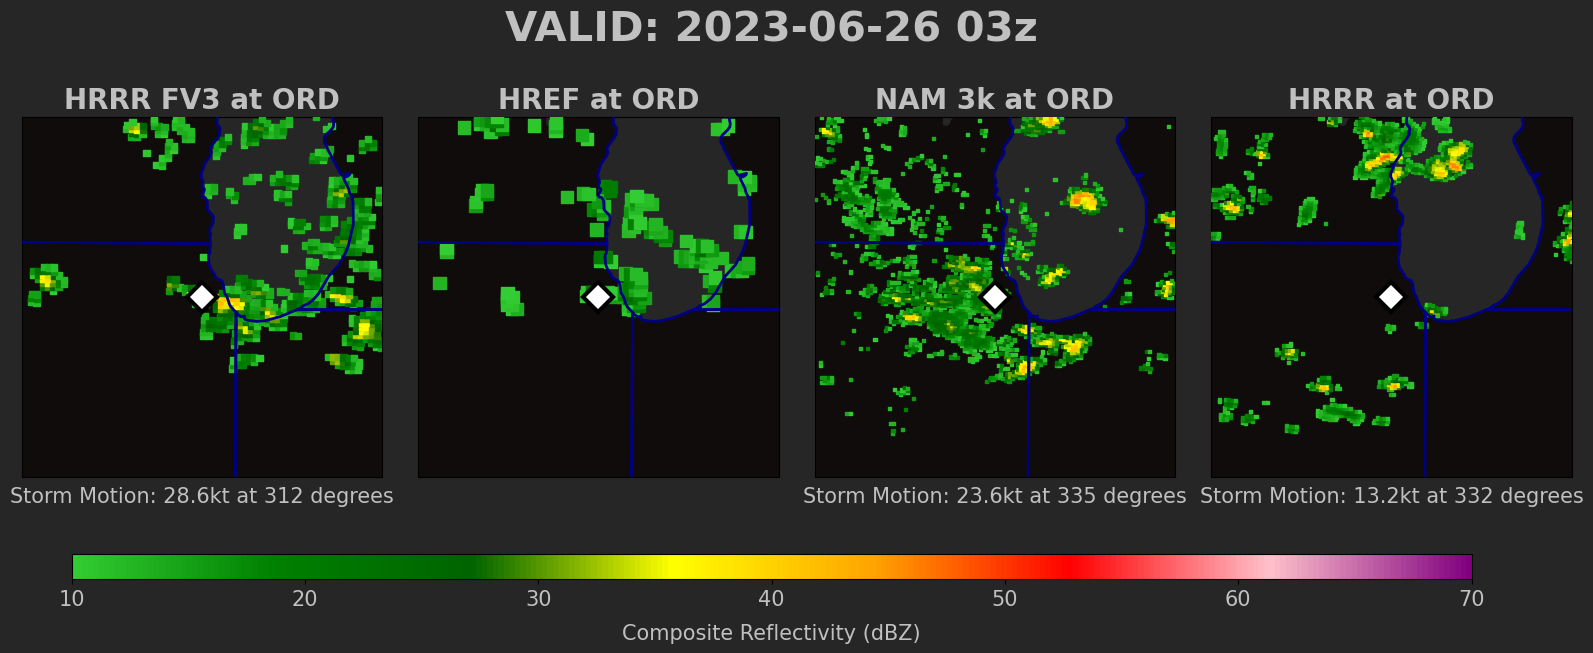 VALID: 2023-06-26 03z
HRRR FV3 at ORD
HREF at ORD
NAM 3k at ORD
HRRR at ORD
Storm Motion: 28.6kt at 312 degrees
Storm Motion: 23.6kt at 335 degrees
Storm Motion: 13.2kt at 332 degrees
10 20 30 40 50 60 70
Composite Reflectivity (dBZ)